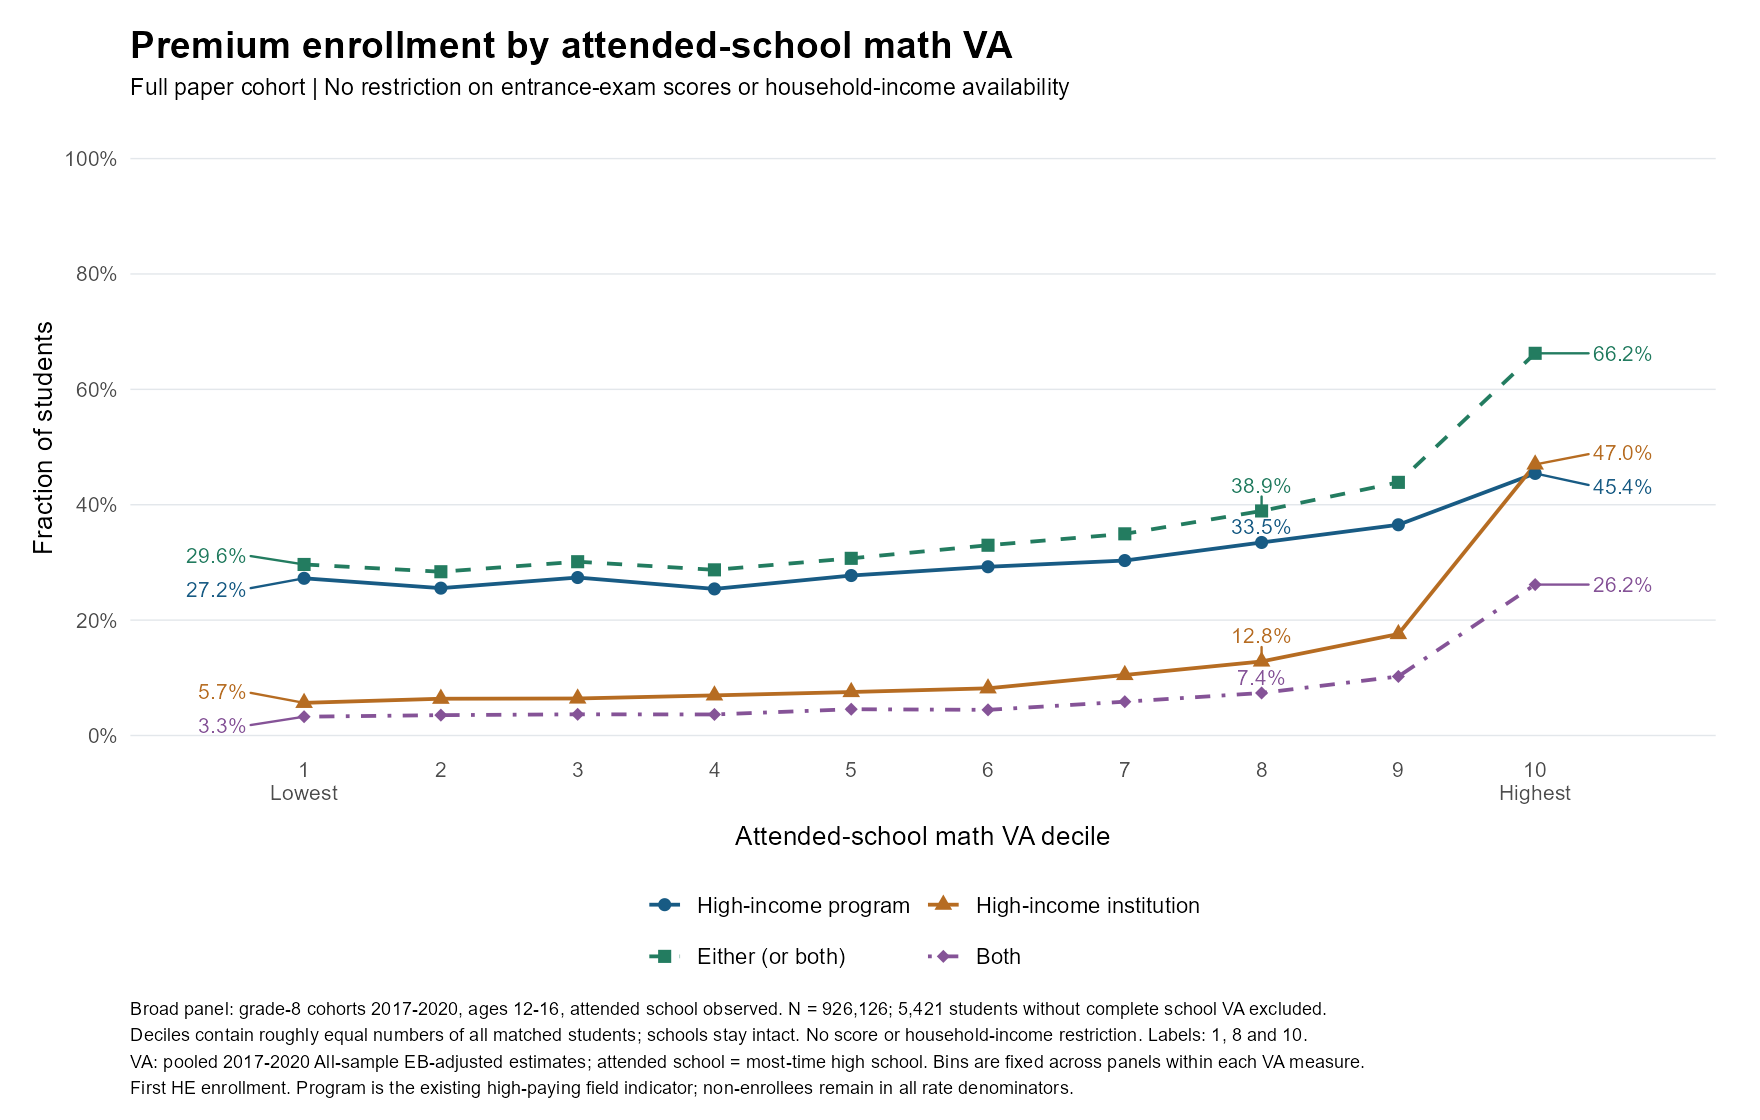 Premium enrollment by attended-school math VA
Full paper cohort | No restriction on entrance-exam scores or household-income availability
Fraction of students
100%
80%
60%
40%
20%
0%
29.6%
27.2%
5.7%
3.3%
38.9%
33.5%
12.8%
7.4%
66.2%
47.0%
45.4%
26.2%
1 2 3 4 5 6 7 8 9 10
Lowest Highest
Attended-school math VA decile
High-income program High-income institution
Either (or both) Both
Broad panel: grade-8 cohorts 2017-2020, ages 12-16, attended school observed. N = 926,126; 5,421 students without complete school VA excluded.
Deciles contain roughly equal numbers of all matched students; schools stay intact. No score or household-income restriction. Labels: 1, 8 and 10.
VA: pooled 2017-2020 All-sample EB-adjusted estimates; attended school = most-time high school. Bins are fixed across panels within each VA measure.
First HE enrollment. Program is the existing high-paying field indicator; non-enrollees remain in all rate denominators.